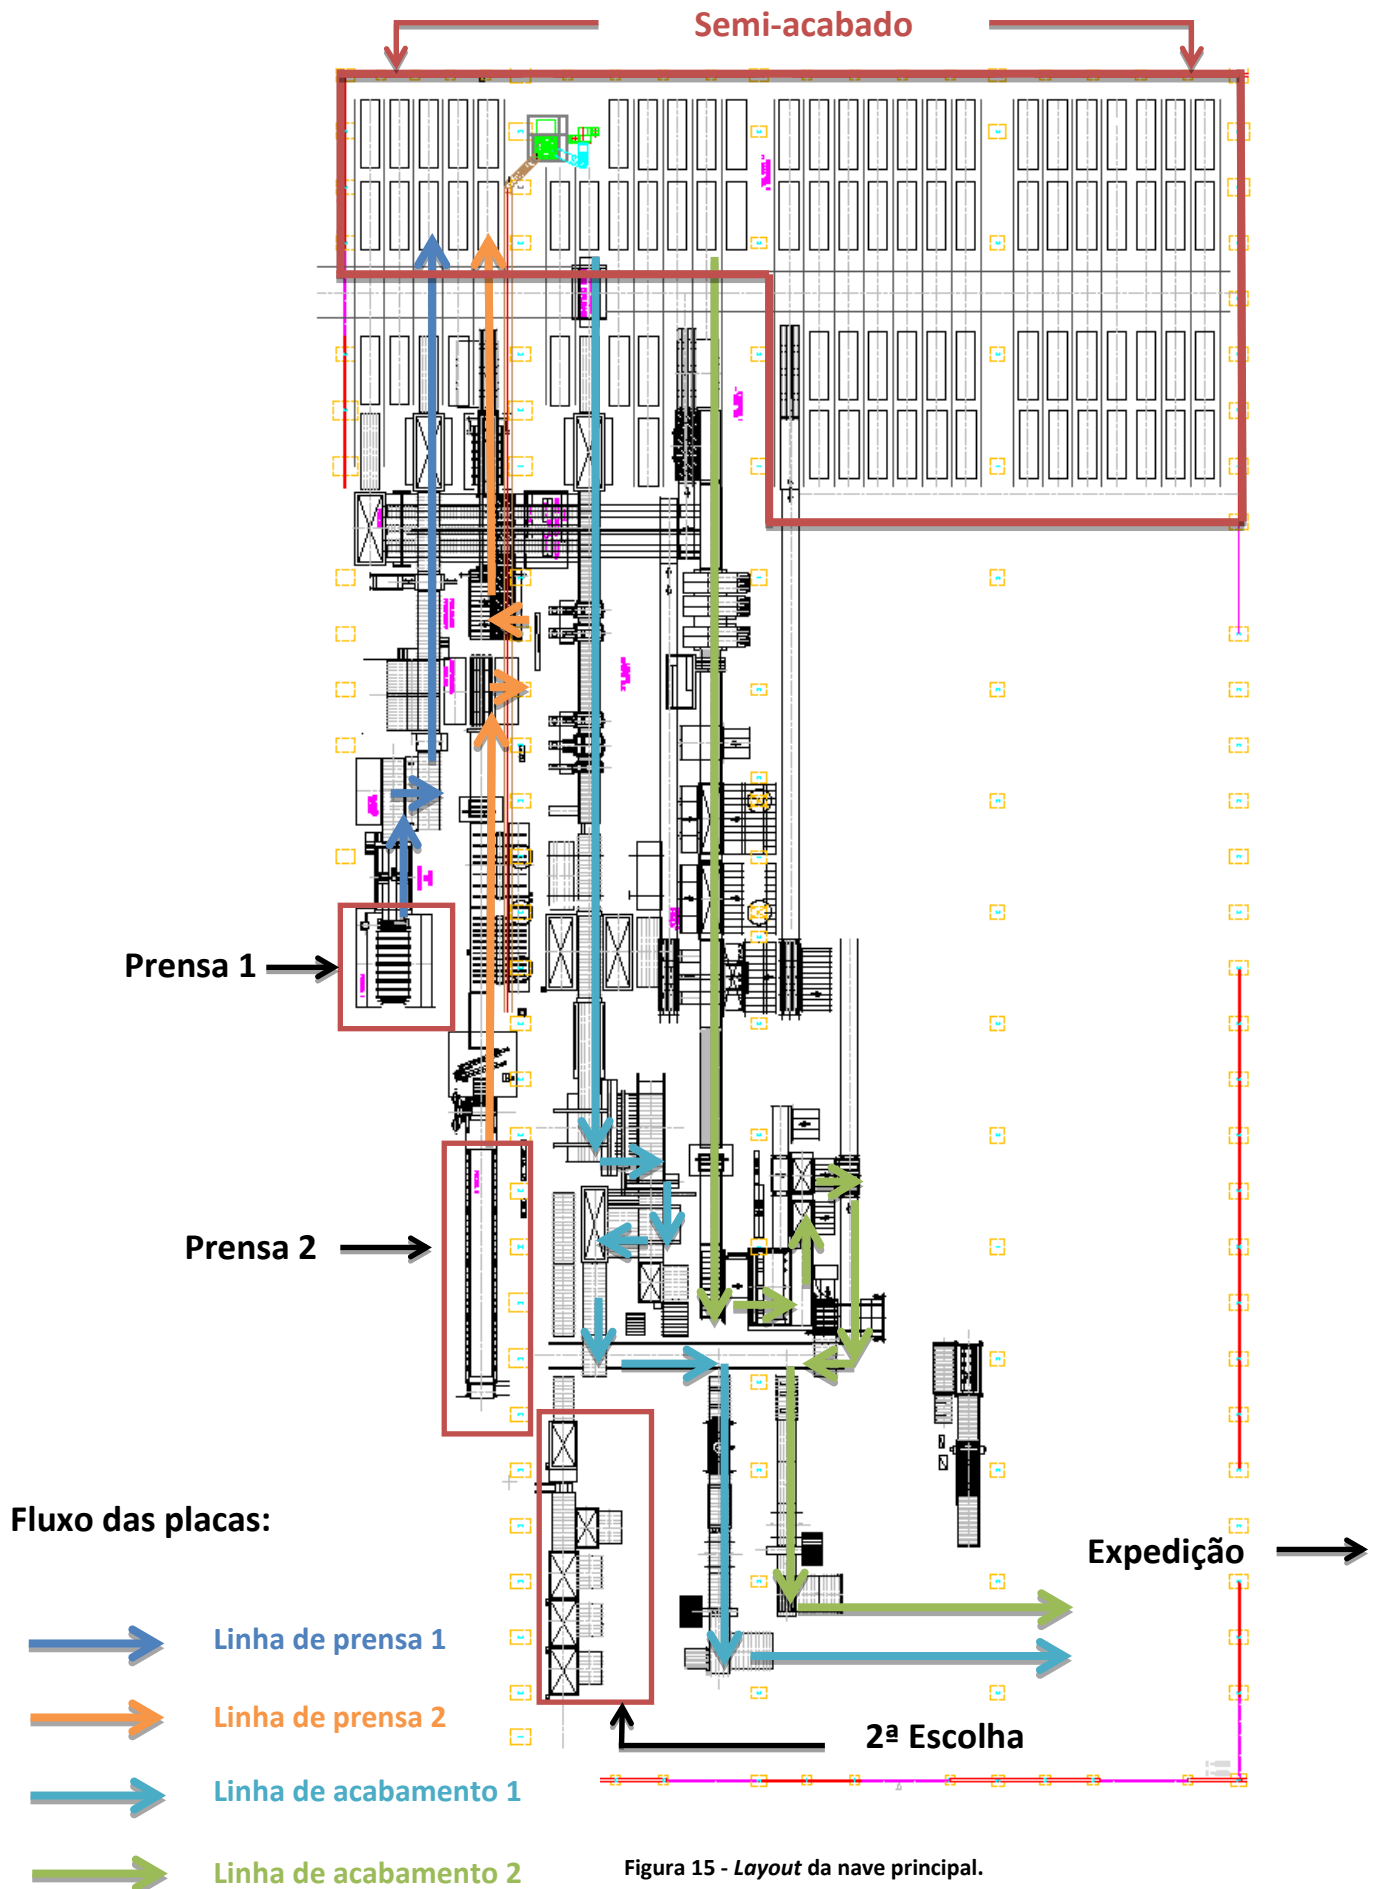 Semi-acabado
Prensa 1
Prensa 2
Fluxo das placas:
Expedição
Linha de prensa 1
Linha de prensa 2
2ª Escolha
Linha de acabamento 1
Linha de acabamento 2
Figura 15 - Layout da nave principal.